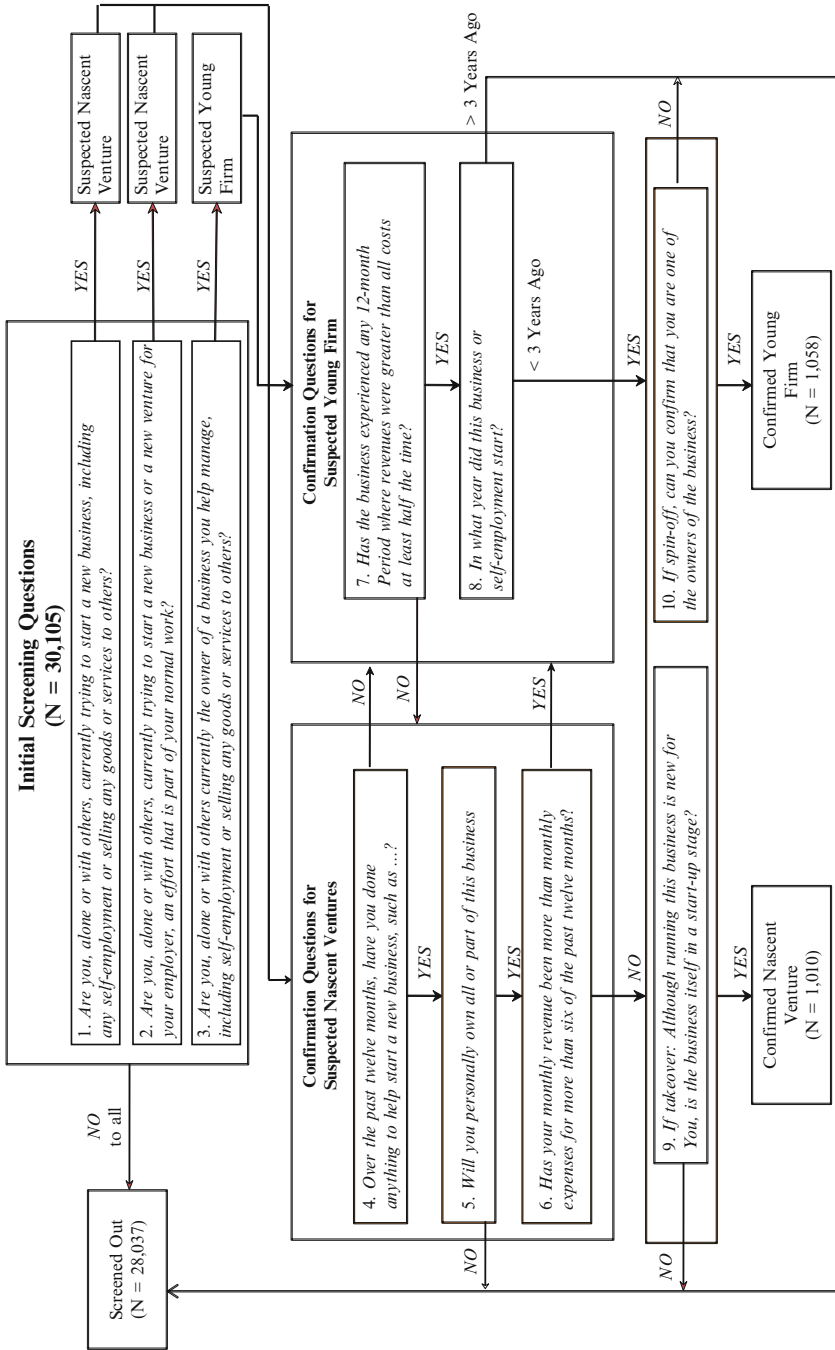 Initial Screening Questions
(N = 30,105)
1. Are you, alone or with others, currently trying to start a new business, including
any self-employment or selling any goods or services to others?
2. Are you, alone or with others, currently trying to start a new business or a new venture for
your employer, an effort that is part of your normal work?
3. Are you, alone or with others currently the owner of a business you help manage,
including self-employment or selling any goods or services to others?
YES
YES
YES
Suspected Nascent
Venture
Suspected Nascent
Venture
Suspected Young
Firm
NO
to all
Screened Out
(N = 28,037)
Confirmation Questions for
Suspected Nascent Ventures
4. Over the past twelve months, have you done
anything to help start a new business, such as ...?
YES
5. Will you personally own all or part of this business
YES
6. Has your monthly revenue been more than monthly
expenses for more than six of the past twelve months?
NO
NO
NO
YES
NO
Confirmation Questions for
Suspected Young Firm
7. Has the business experienced any 12-month
Period where revenues were greater than all costs
at least half the time?
YES
8. In what year did this business or
self-employment start?
> 3 Years Ago
< 3 Years Ago
YES
9. If takeover: Although running this business is new for
You, is the business itself in a start-up stage?
NO
YES
10. If spin-off, can you confirm that you are one of
the owners of the business?
NO
YES
Confirmed Nascent
Venture
(N = 1,010)
Confirmed Young
Firm
(N = 1,058)